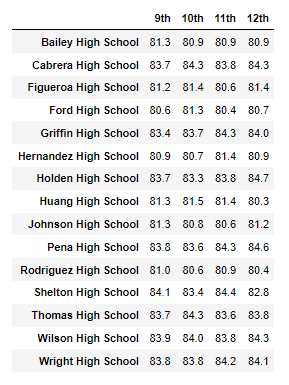 9th 10th 11th 12th
Bailey High School 81.3 80.9 80.9 80.9
Cabrera High School 83.7 84.3 83.8 84.3
Figueroa High School 81.2 81.4 80.6 81.4
Ford High School 80.6 81.3 80.4 80.7
Griffin High School 83.4 83.7 84.3 84.0
Hernandez High School 80.9 80.7 81.4 80.9
Holden High School 83.7 83.3 83.8 84.7
Huang High School 81.3 81.5 81.4 80.3
Johnson High School 81.3 80.8 80.6 81.2
Pena High School 83.8 83.6 84.3 84.6
Rodriguez High School 81.0 80.6 80.9 80.4
Shelton High School 84.1 83.4 84.4 82.8
Thomas High School 83.7 84.3 83.6 83.8
Wilson High School 83.9 84.0 83.8 84.3
Wright High School 83.8 83.8 84.2 84.1